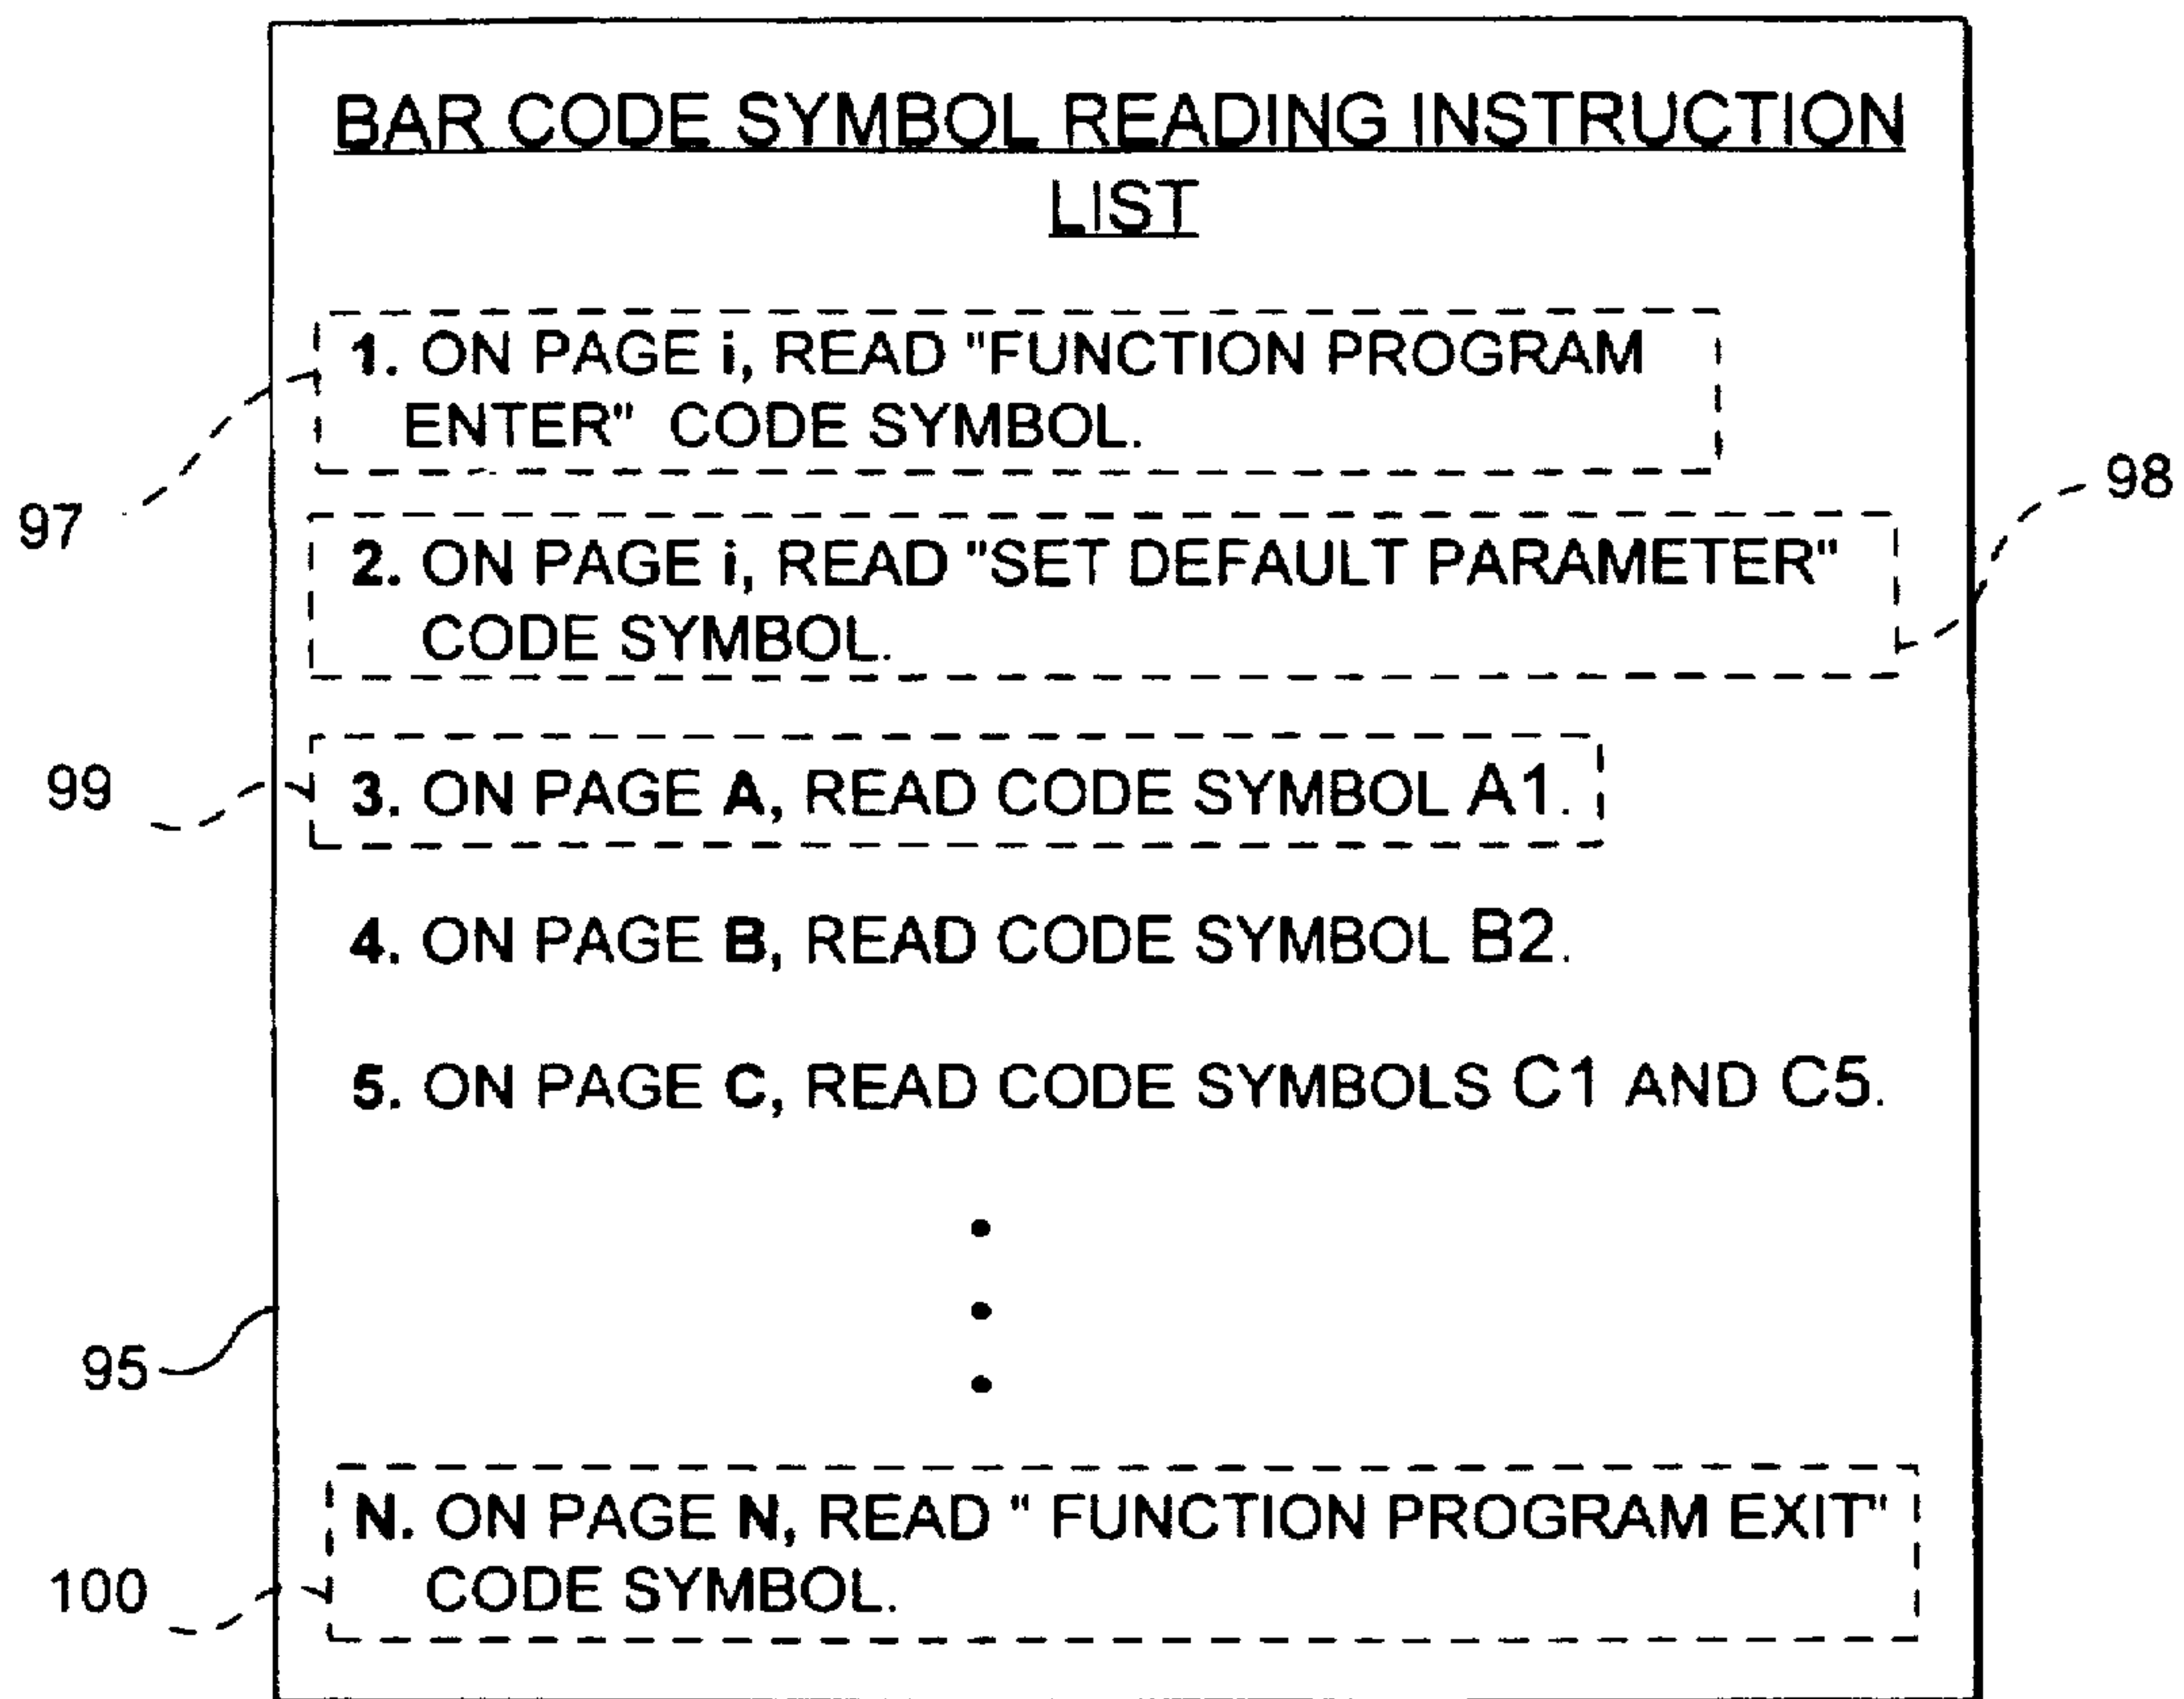 BAR CODE SYMBOL READING INSTRUCTION
LIST
1. ON PAGE i, READ "FUNCTION PROGRAM
ENTER" CODE SYMBOL.
97
98
2. ON PAGE i, READ "SET DEFAULT PARAMETER"
CODE SYMBOL.
99
3. ON PAGE A, READ CODE SYMBOL A1.
4. ON PAGE B, READ CODE SYMBOL B2.
5. ON PAGE C, READ CODE SYMBOLS C1 AND C5.
95
N. ON PAGE N, READ " FUNCTION PROGRAM EXIT"
CODE SYMBOL.
100